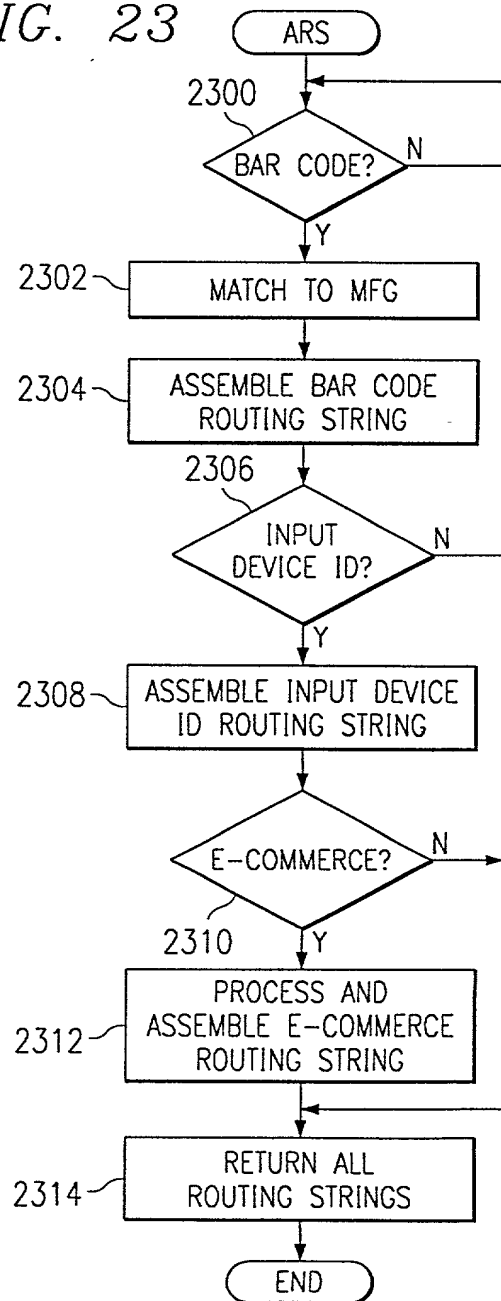 IG. 23
ARS
2300
BAR CODE?
N
Y
2302
MATCH TO MFG
2304
ASSEMBLE BAR CODE
ROUTING STRING
2306
INPUT
DEVICE ID?
N
Y
2308
ASSEMBLE INPUT DEVICE
ID ROUTING STRING
E-COMMERCE?
N
2310
Y
2312
PROCESS AND
ASSEMBLE E-COMMERCE
ROUTING STRING
2314
RETURN ALL
ROUTING STRINGS
END